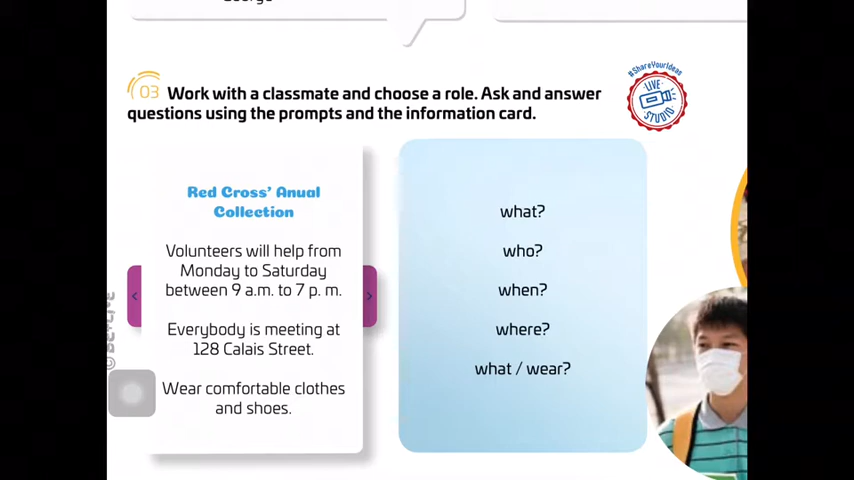 03 Work with a classmate and choose a role. Ask and answer
questions using the prompts and the information card.
#ShareYourIdeas
LIVE
STUDIO
Red Cross' Anual
Collection
Volunteers will help from
Monday to Saturday
between 9 a.m. to 7 p. m.
Everybody is meeting at
128 Calais Street.
Wear comfortable clothes
and shoes.
what?
who?
when?
where?
what / wear?